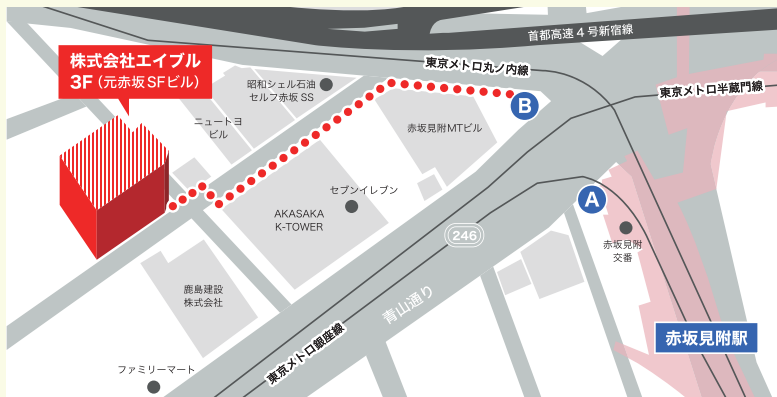 首都高速4号新宿線
株式会社エイブル
3F(元赤坂SFビル)
東京メトロ丸ノ内線
昭和シェル石油
セルフ赤坂 SS
東京メトロ半蔵門線
B
ニュートヨ
ビル
赤坂見附MTビル
セブンイレブン
A
AKASAKA
K-TOWER
246
赤坂見附
交番
鹿島建設
株式会社
青山通り
赤坂見附駅
東京メトロ銀座線
ファミリーマート